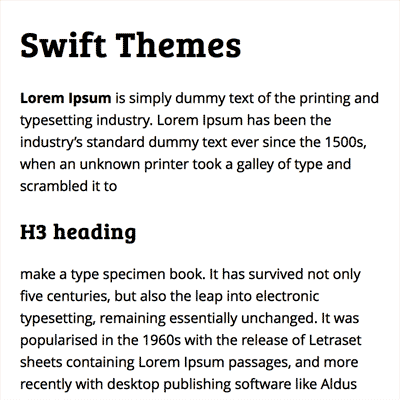 Swift Themes
Lorem Ipsum is simply dummy text of the printing and
typesetting industry. Lorem Ipsum has been the
industry’s standard dummy text ever since the 1500s,
when an unknown printer took a galley of type and
scrambled it to
H3 heading
make a type specimen book. It has survived not only
five centuries, but also the leap into electronic
typesetting, remaining essentially unchanged. It was
popularised in the 1960s with the release of Letraset
sheets containing Lorem Ipsum passages, and more
recently with desktop publishing software like Aldus